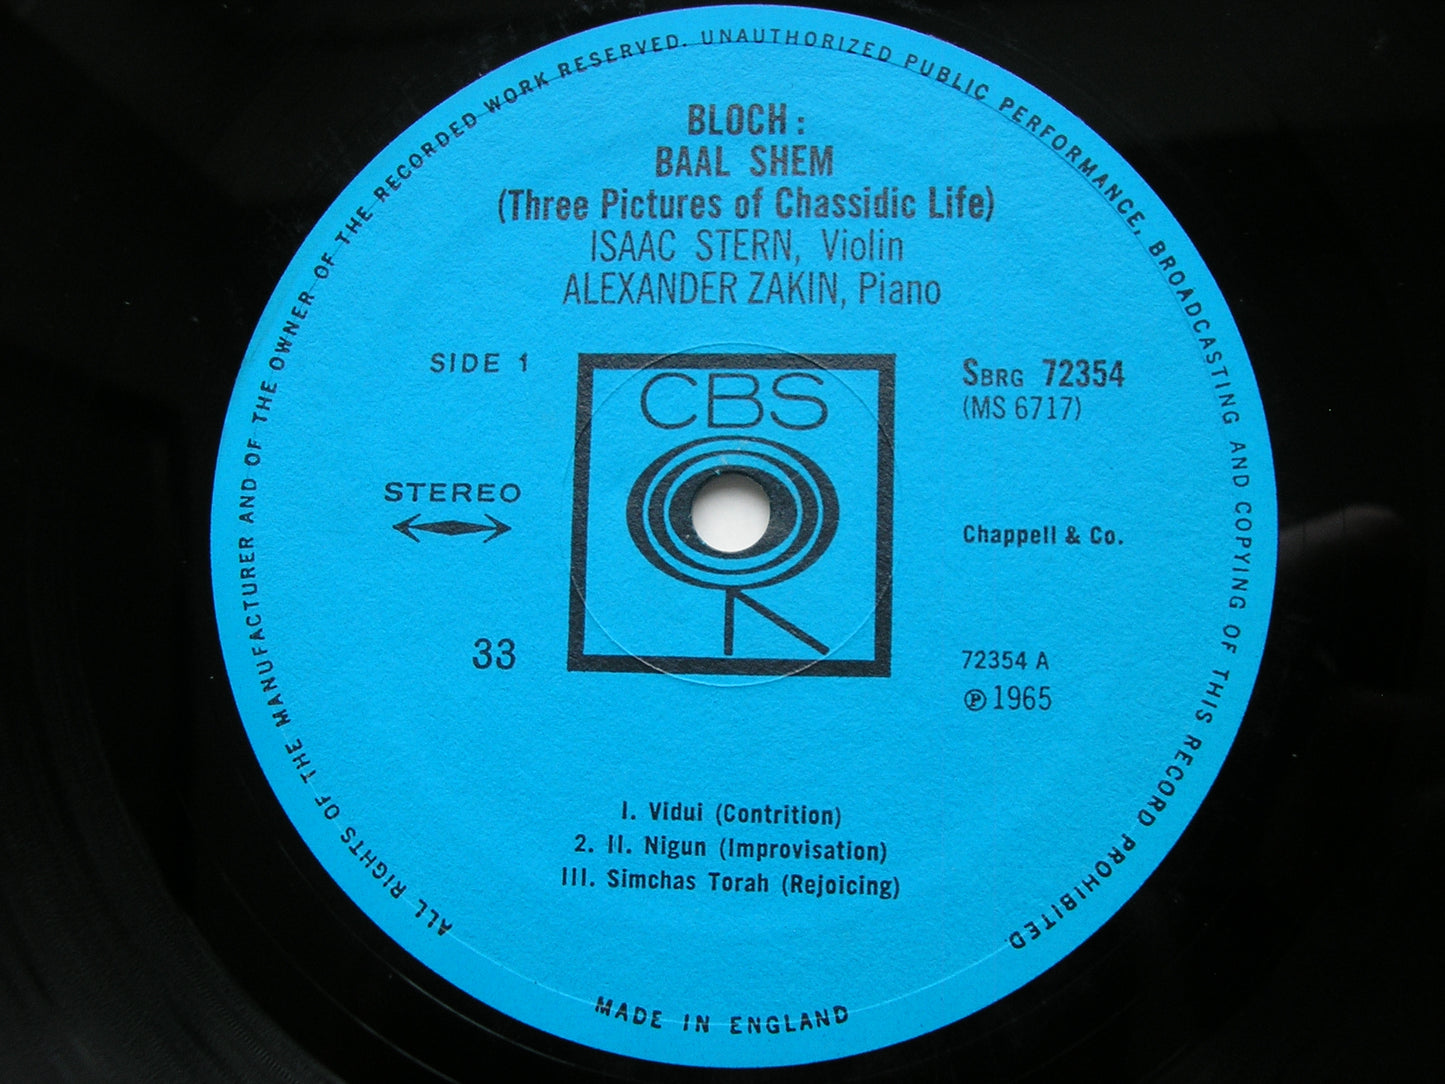 ALL RIGHTS OF THE MANUFACTURER AND OF THE OWNER OF THE RECORDED WORK RESERVED. UNAUTHORIZED PUBLIC PERFORMANCE, BROADCASTING AND COPYING OF THIS RECORD PROHIBITED.
BLOCH :
BAAL SHEM
(Three Pictures of Chassidic Life)
ISAAC STERN, Violin
ALEXANDER ZAKIN, Piano
SIDE 1
CBS
SBRG 72354
(MS 6717)
STEREO
Chappell & Co.
33
72354 A
℗ 1965
I. Vidui (Contrition)
2. II. Nigun (Improvisation)
III. Simchas Torah (Rejoicing)
MADE IN ENGLAND